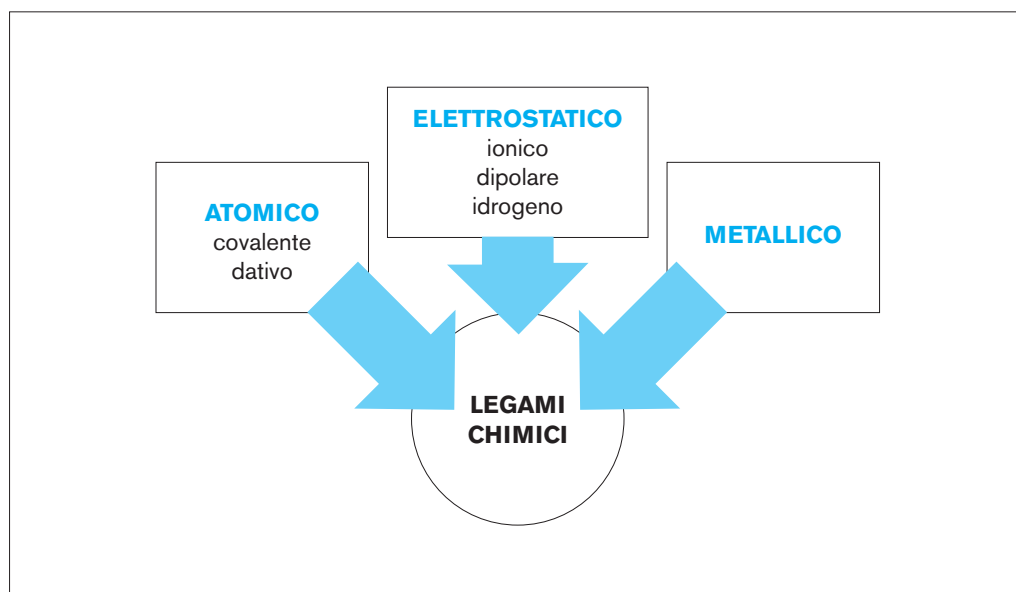 ELETTROSTATICO
ionico
dipolare
idrogeno
ATOMICO
covalente
dativo
METALLICO
LEGAMI
CHIMICI